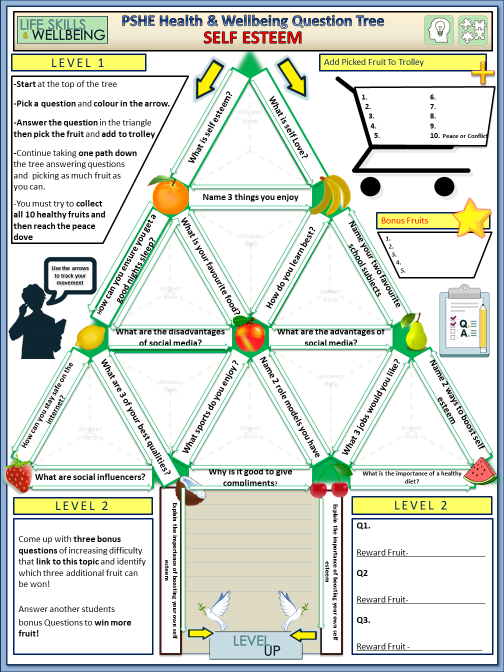 LIFE SKILLS
& WELLBEING
PSHE Health & Wellbeing Question Tree
SELF ESTEEM
LEVEL 1
-Start at the top of the tree
-Pick a question and colour in the arrow.
-Answer the question in the triangle
then pick the fruit and add to trolley
-Continue taking one path down
the tree answering questions
and picking as much fruit as
you can.
-You must try to collect
all 10 healthy fruits and
then reach the peace
dove
Add Picked Fruit To Trolley
1.
2.
3.
4.
5.
6.
7.
8.
9.
10. Peace or Conflict
Bonus Fruits
1.
2.
3.
4.
5.
Use the arrows
to track your
movement
Q.
A.
What is self esteem?
What is self Love?
Name 3 things you enjoy
How can you ensure you get a
good nights sleep?
What is your favourite food?
How do you learn best?
Name your two favourite
school subjects
What are the disadvantages
of social media?
What are the advantages of
social media?
How can you stay safe on the
internet?
What are 3 of your best qualities?
What sports do you enjoy ?
Name 2 role models you have
What 3 jobs would you like?
Name 2 ways to boost self
esteem
What are social influencers?
Why is it good to give
compliments?
What is the importance of a healthy
diet?
Explain the importance of boosting your own self
esteem
Explain the importance of boosting your own self
esteem
LEVEL 2
Come up with three bonus
questions of increasing difficulty
that link to this topic and identify
which three additional fruit can
be won!
Answer another students
bonus Questions to win more
fruit!
LEVEL
UP
LEVEL 2
Q1.
Reward Fruit-
Q2
Reward Fruit-
Q3.
Reward Fruit -